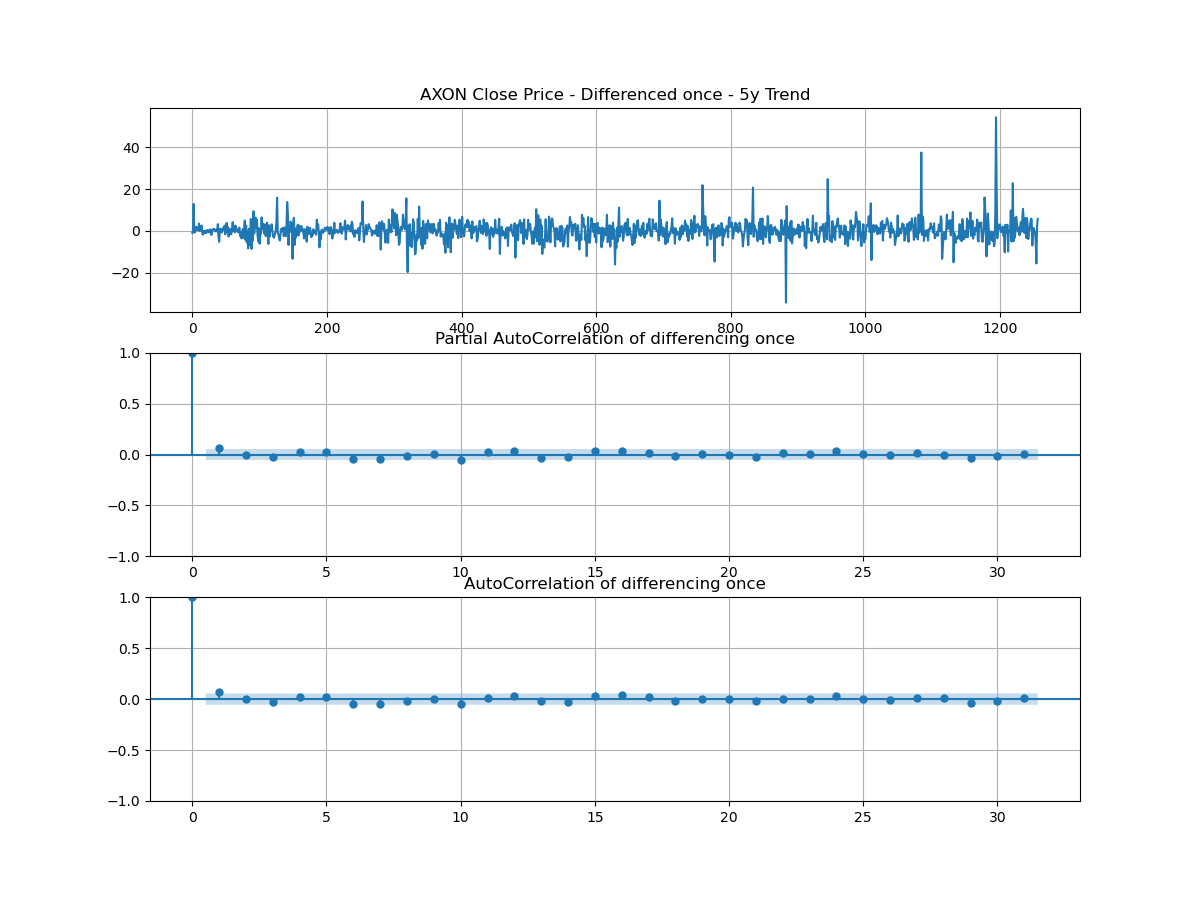 AXON Close Price - Differenced once - 5y Trend
40
20
0
−20
0 200 400 600 800 1000 1200
Partial AutoCorrelation of differencing once
1.0
0.5
0.0
−0.5
−1.0
0 5 10 15 20 25 30
AutoCorrelation of differencing once
1.0
0.5
0.0
−0.5
−1.0
0 5 10 15 20 25 30